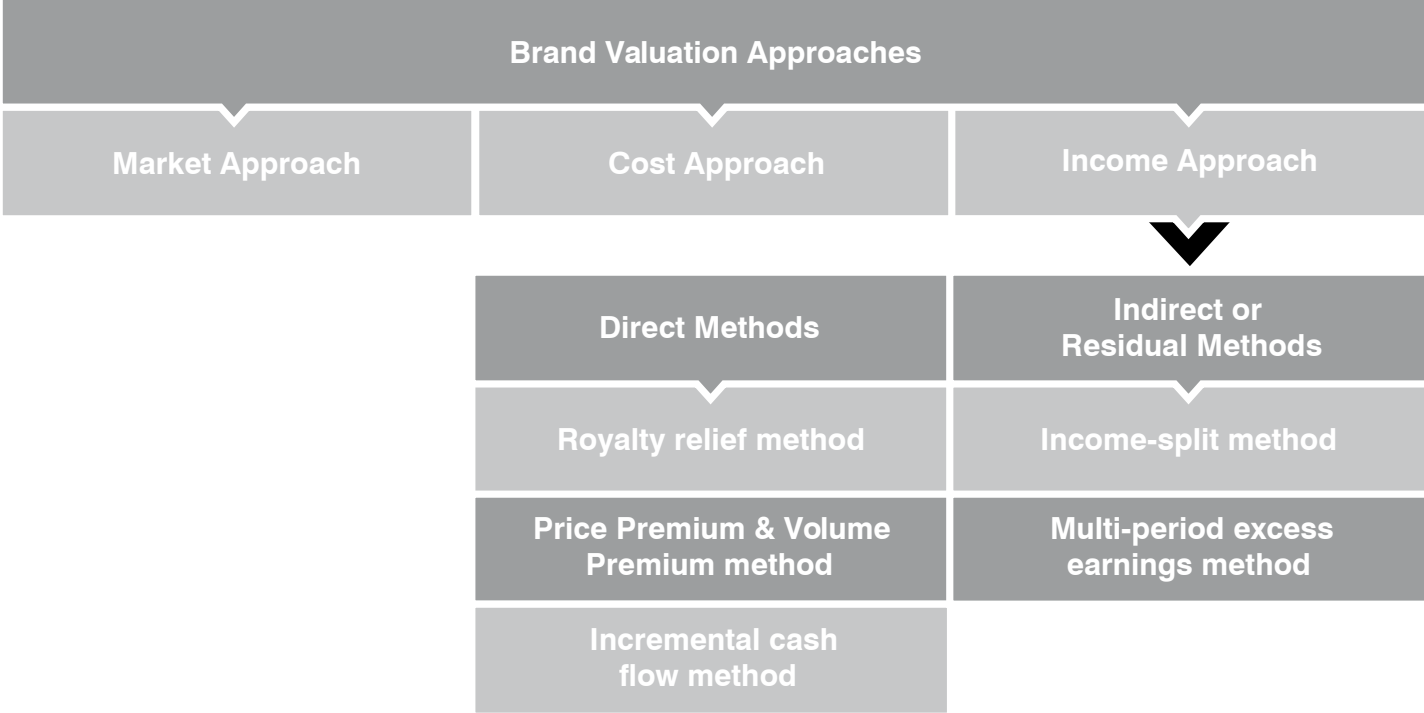 Brand Valuation Approaches
Market Approach
Cost Approach
Income Approach
Direct Methods
Indirect or
Residual Methods
Royalty relief method
Income-split method
Price Premium & Volume
Premium method
Multi-period excess
earnings method
Incremental cash
flow method